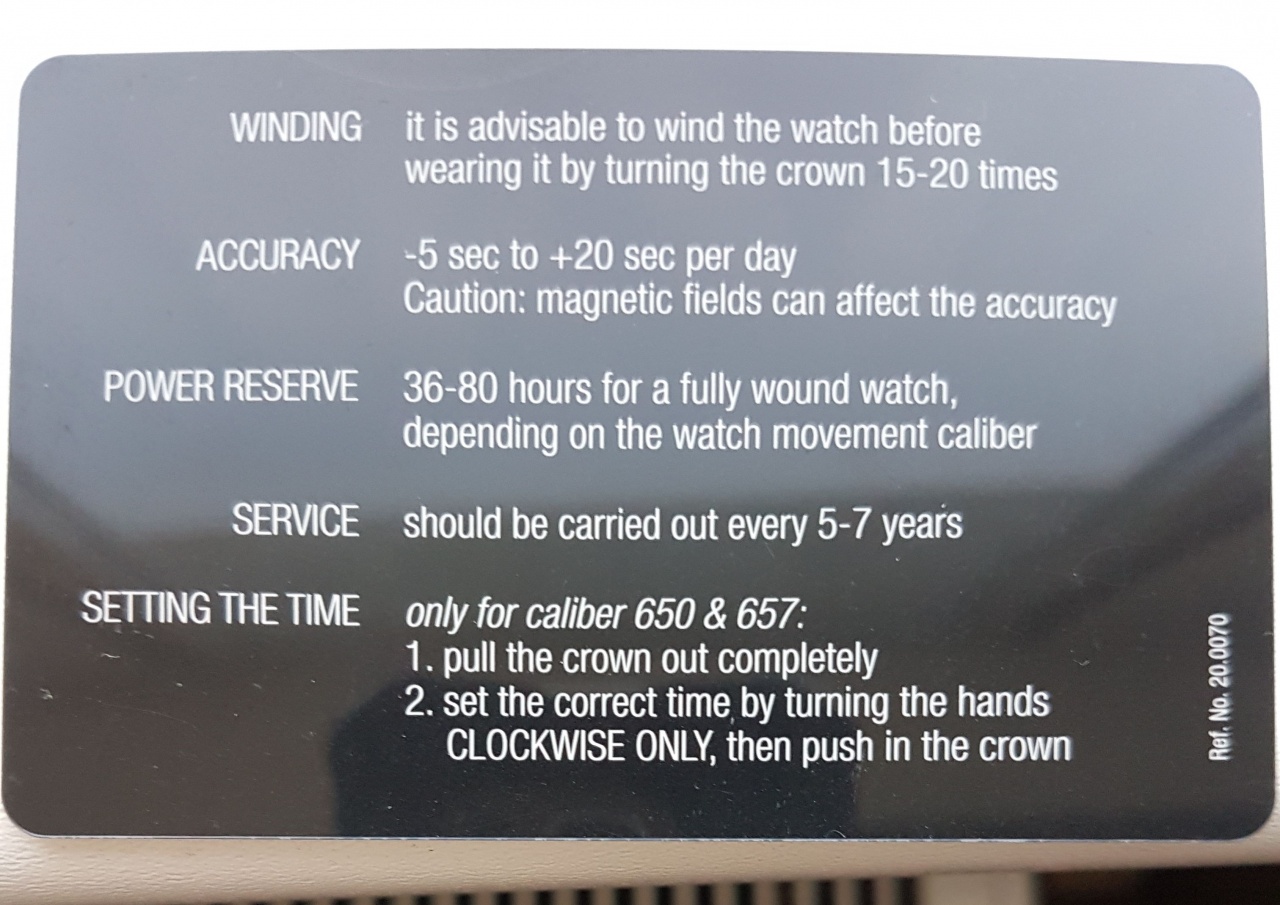 WINDING it is advisable to wind the watch before
wearing it by turning the crown 15-20 times
ACCURACY -5 sec to +20 sec per day
Caution: magnetic fields can affect the accuracy
POWER RESERVE 36-80 hours for a fully wound watch,
depending on the watch movement caliber
SERVICE should be carried out every 5-7 years
SETTING THE TIME only for caliber 650 & 657:
1. pull the crown out completely
2. set the correct time by turning the hands
CLOCKWISE ONLY, then push in the crown
Ref. No. 20.0070